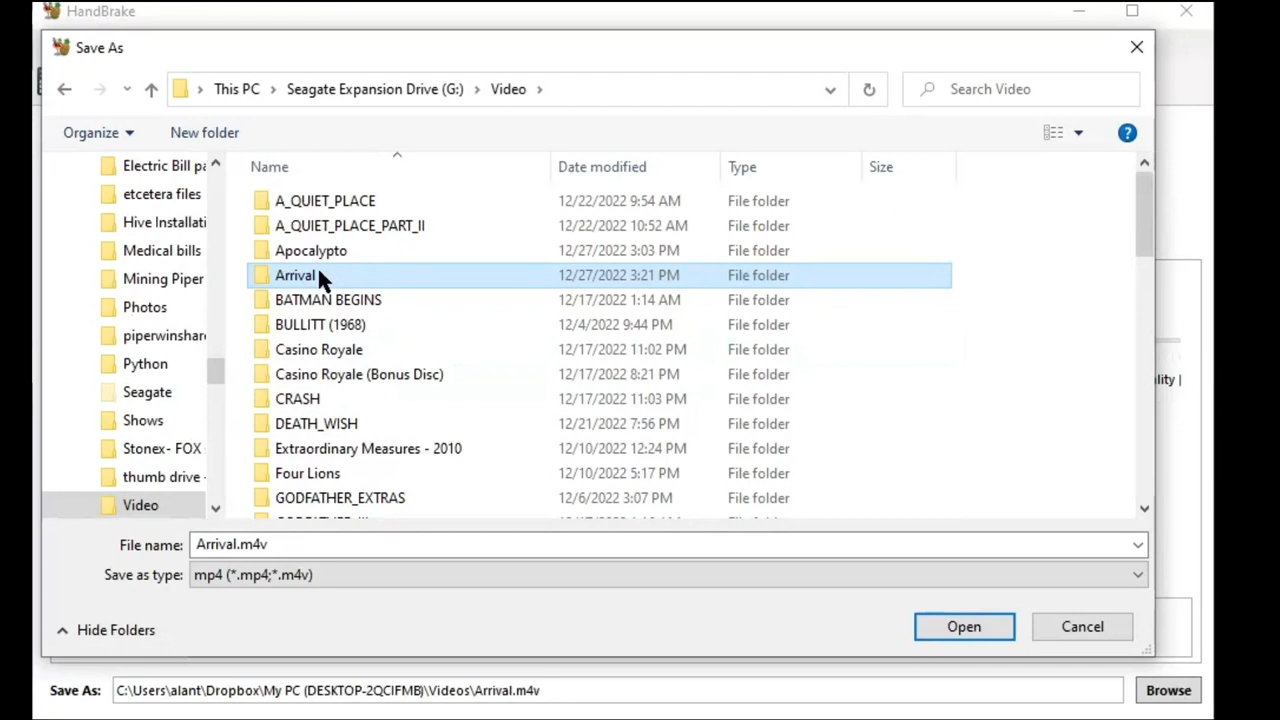 HandBrake
Save As
This PC > Seagate Expansion Drive (G:) > Video >
Search Video
Organize
New folder
Name Date modified Type Size
Electric Bill pa
etcetera files
Hive Installati
Medical bills
Mining Piper
Photos
piperwinshare
Python
Seagate
Shows
Stonex- FOX
thumb drive -
Video
A_QUIET_PLACE 12/22/2022 9:54 AM File folder
A_QUIET_PLACE_PART_II 12/22/2022 10:52 AM File folder
Apocalypto 12/27/2022 3:03 PM File folder
Arrival 12/27/2022 3:21 PM File folder
BATMAN BEGINS 12/17/2022 1:14 AM File folder
BULLITT (1968) 12/4/2022 9:44 PM File folder
Casino Royale 12/17/2022 11:02 PM File folder
Casino Royale (Bonus Disc) 12/17/2022 8:21 PM File folder
CRASH 12/17/2022 11:03 PM File folder
DEATH_WISH 12/21/2022 7:56 PM File folder
Extraordinary Measures - 2010 12/10/2022 12:24 PM File folder
Four Lions 12/10/2022 5:17 PM File folder
GODFATHER_EXTRAS 12/6/2022 3:07 PM File folder
ality |
File name: Arrival.m4v
Save as type: mp4 (*.mp4;*.m4v)
Hide Folders
Open
Cancel
Save As: C:\Users\alant\Dropbox\My PC (DESKTOP-2QCIFMB)\Videos\Arrival.m4v
Browse